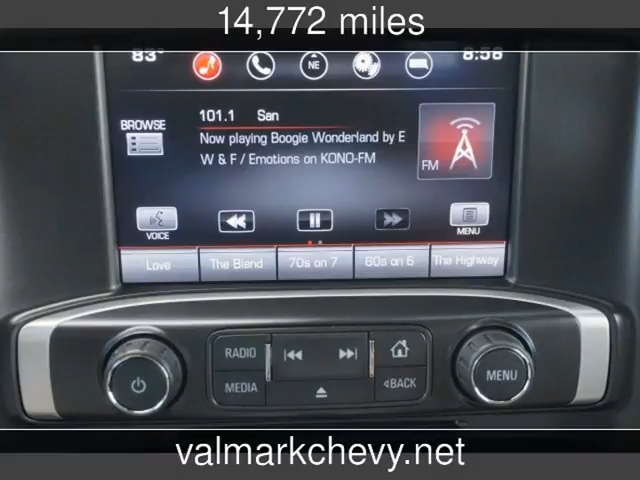 14,772 miles
83°
NE
8:56
101.1 San
BROWSE
Now playing Boogie Wonderland by E
W & F / Emotions on KONO-FM
FM
VOICE
MENU
Love
The Blend
70s on 7
60s on 6
The Highway
RADIO
MEDIA
BACK
MENU
valmarkchevy.net